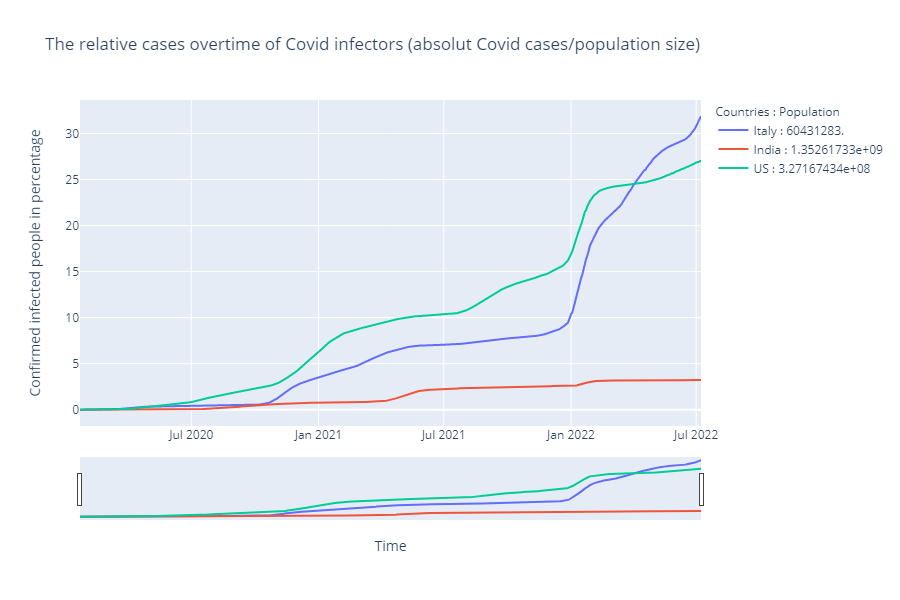 The relative cases overtime of Covid infectors (absolut Covid cases/population size)
Countries : Population
Italy : 60431283.
India : 1.35261733e+09
US : 3.27167434e+08
Confirmed infected people in percentage
30
25
20
15
10
5
0
Jul 2020
Jan 2021
Jul 2021
Jan 2022
Jul 2022
Time